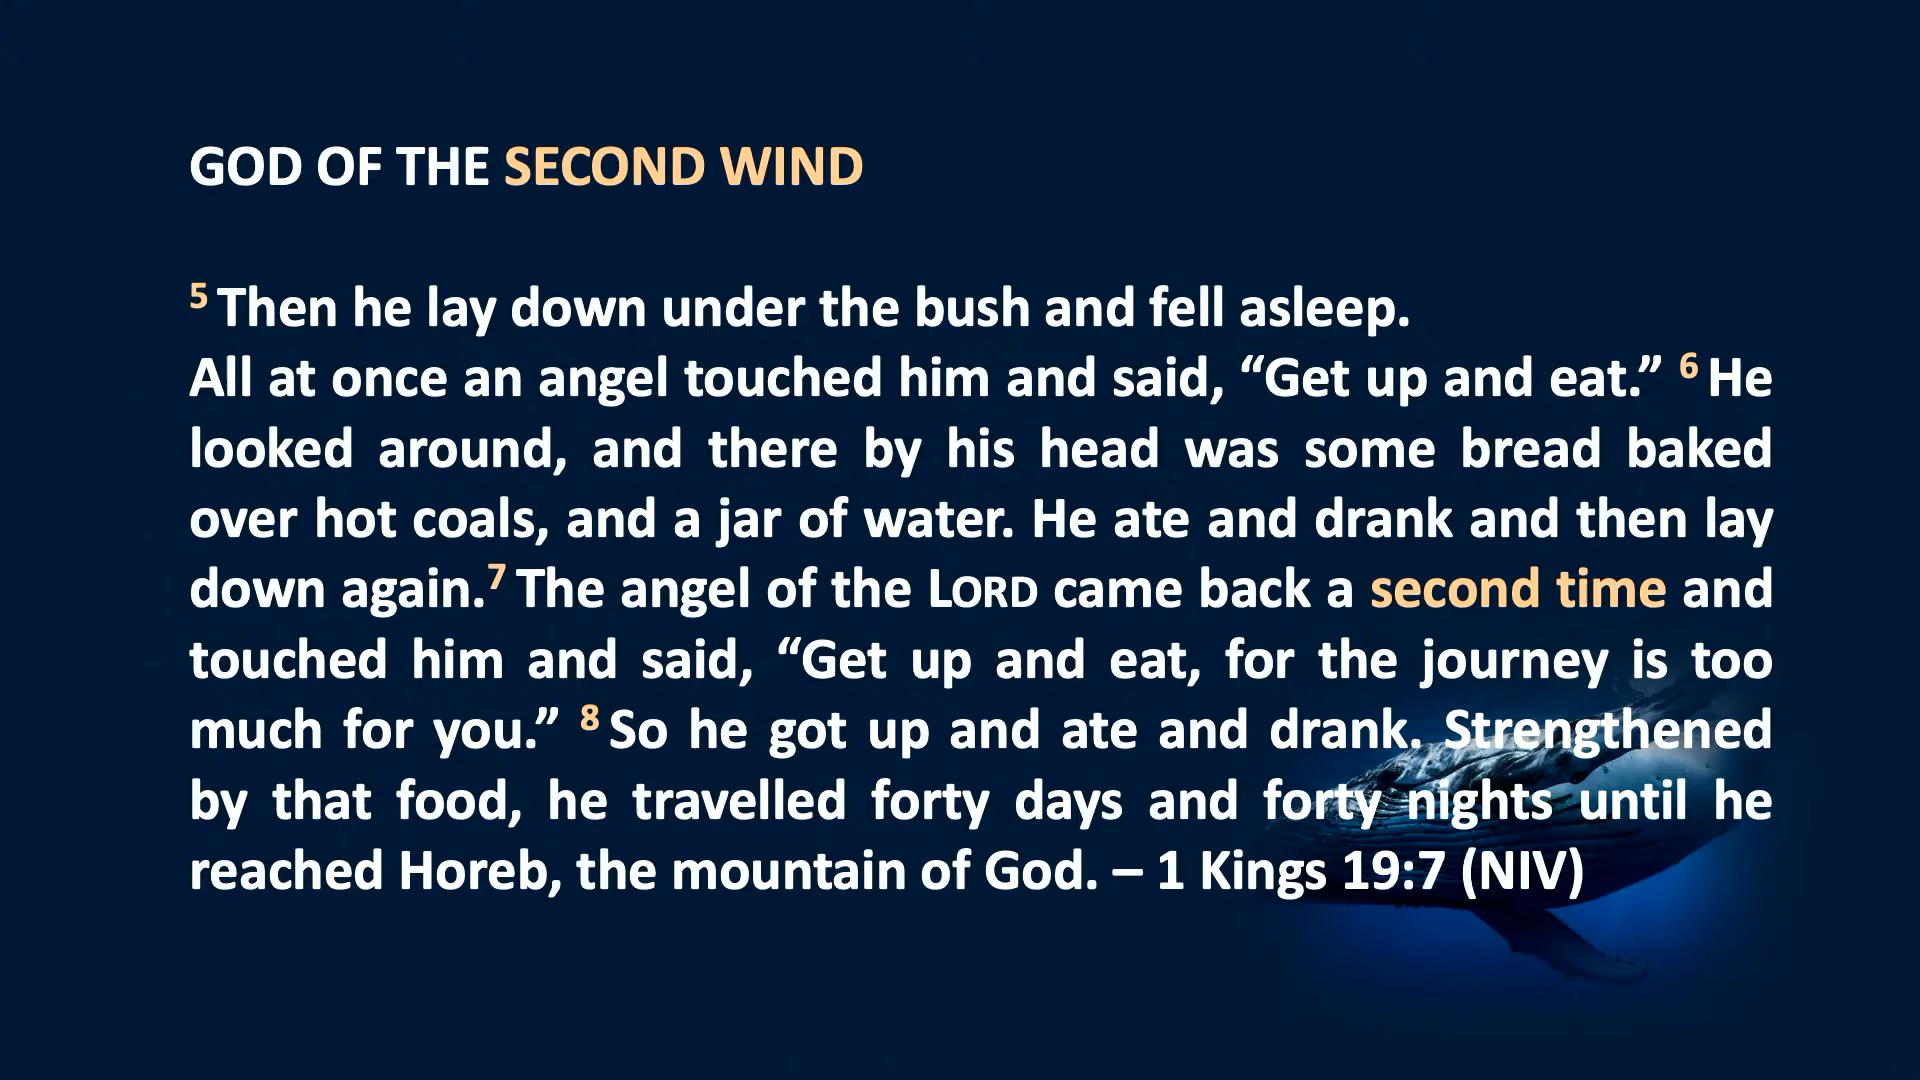 GOD OF THE SECOND WIND
5 Then he lay down under the bush and fell asleep.
All at once an angel touched him and said, “Get up and eat.” 6 He
looked around, and there by his head was some bread baked
over hot coals, and a jar of water. He ate and drank and then lay
down again.7 The angel of the LORD came back a second time and
touched him and said, “Get up and eat, for the journey is too
much for you.” 8 So he got up and ate and drank. Strengthened
by that food, he travelled forty days and forty nights until he
reached Horeb, the mountain of God. – 1 Kings 19:7 (NIV)